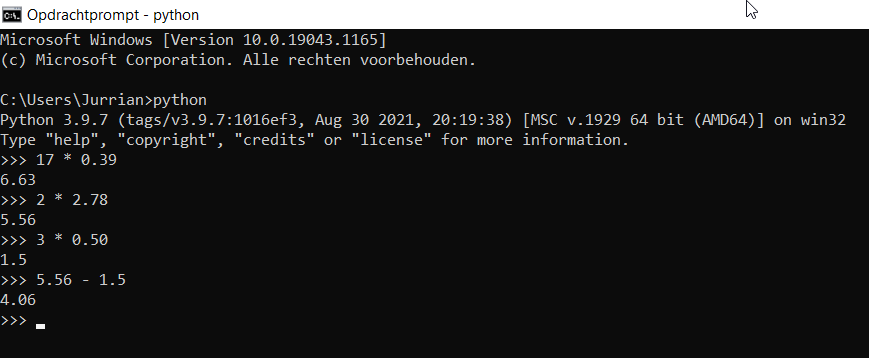 Opdrachtprompt - python
Microsoft Windows [Version 10.0.19043.1165]
(c) Microsoft Corporation. Alle rechten voorbehouden.
C:\Users\Jurrian>python
Python 3.9.7 (tags/v3.9.7:1016ef3, Aug 30 2021, 20:19:38) [MSC v.1929 64 bit (AMD64)] on win32
Type "help", "copyright", "credits" or "license" for more information.
>>> 17 * 0.39
6.63
>>> 2 * 2.78
5.56
>>> 3 * 0.50
1.5
>>> 5.56 - 1.5
4.06
>>>